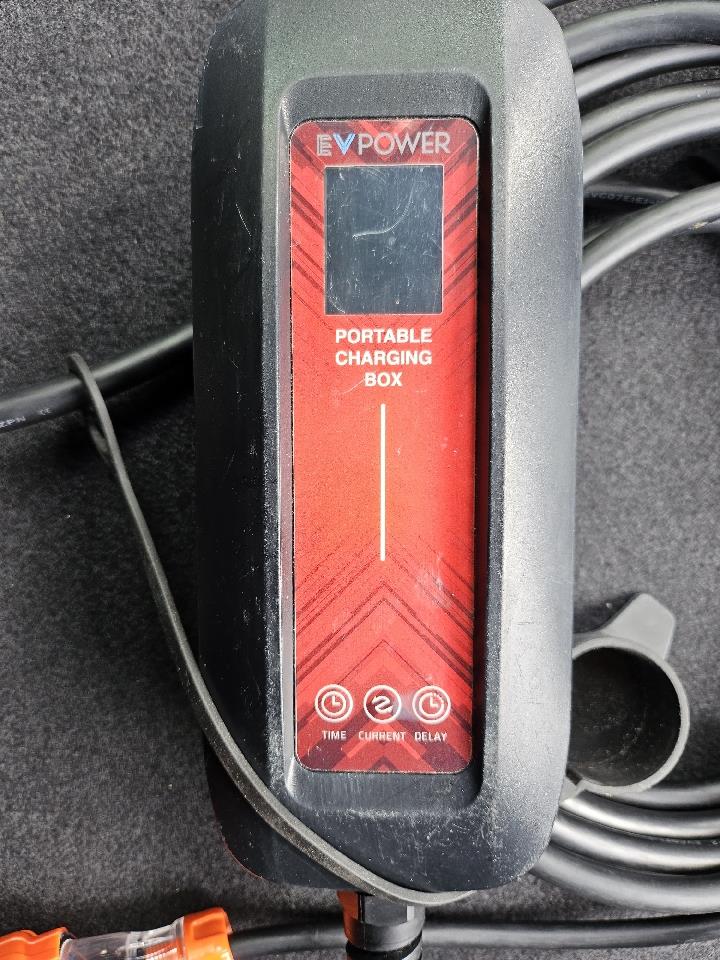 EVPOWER
PORTABLE
CHARGING
BOX
TIME CURRENT DELAY